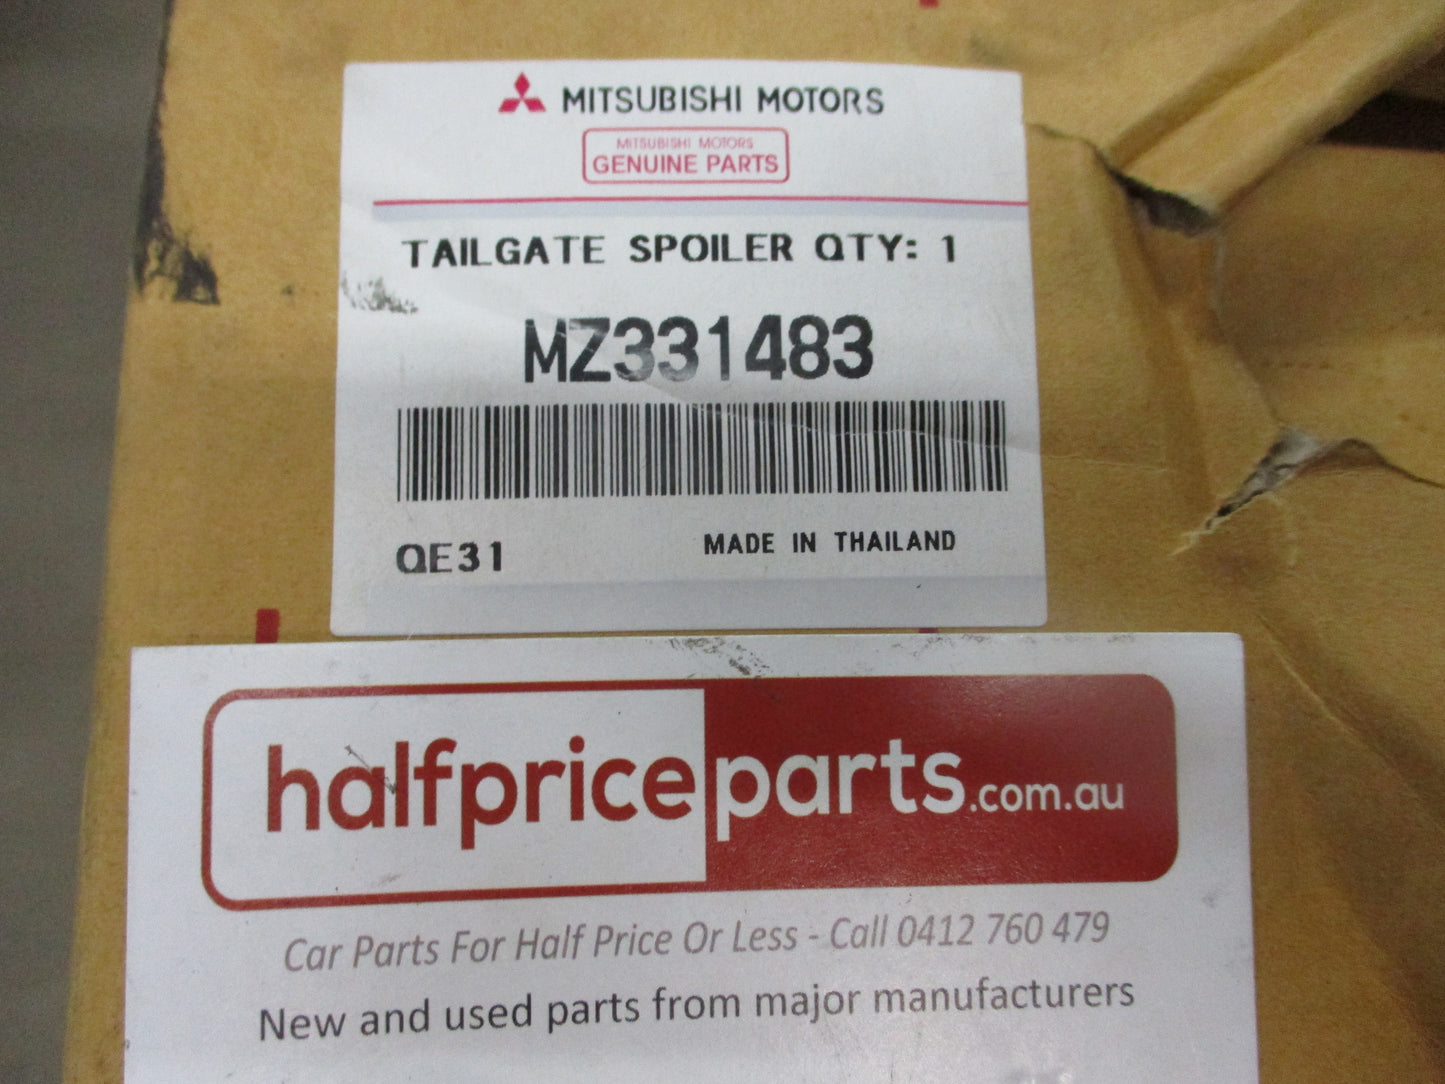 MITSUBISHI MOTORS
MITSUBISHI MOTORS
GENUINE PARTS
TAILGATE SPOILER QTY: 1
MZ331483
QE31
MADE IN THAILAND
halfpriceparts.com.au
Car Parts For Half Price Or Less - Call 0412 760 479
New and used parts from major manufacturers